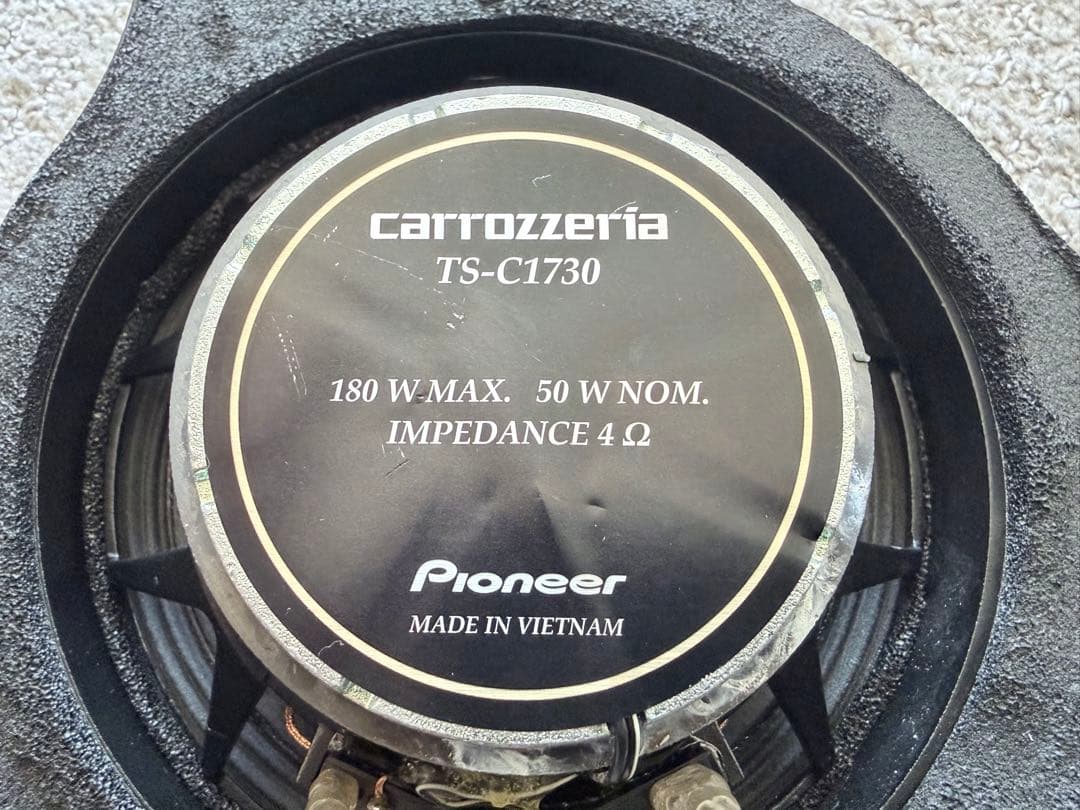 carrozzeria
TS-C1730
180 W MAX. 50 W NOM.
IMPEDANCE 4 Ω
Pioneer
MADE IN VIETNAM